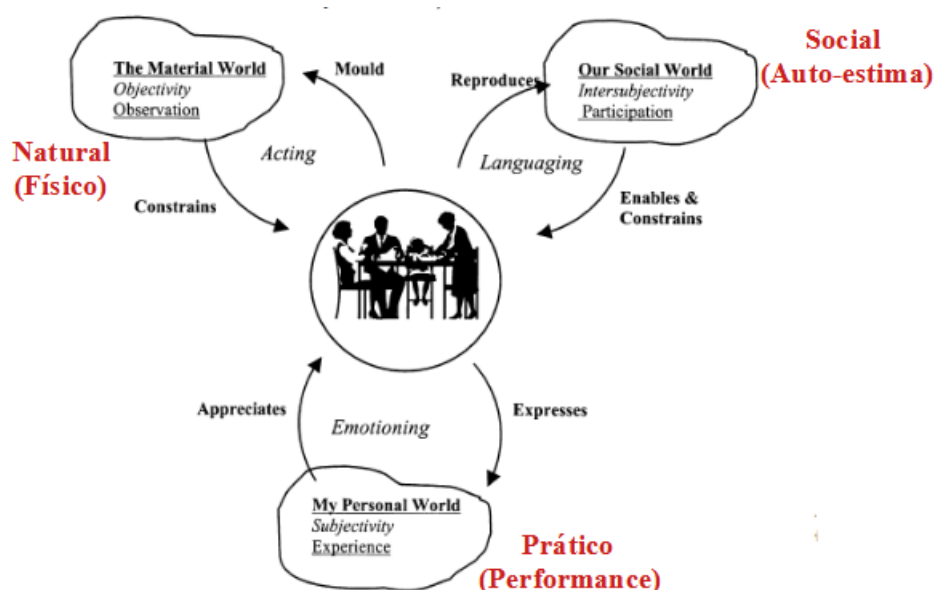 The Material World
Objectivity
Observation
Mould
Reproduces
Our Social World
Intersubjectivity
Participation
Social
(Auto-estima)
Natural
(Físico)
Acting
Languaging
Constrains
Enables &
Constrains
Appreciates
Emotioning
Expresses
My Personal World
Subjectivity
Experience
Prático
(Performance)